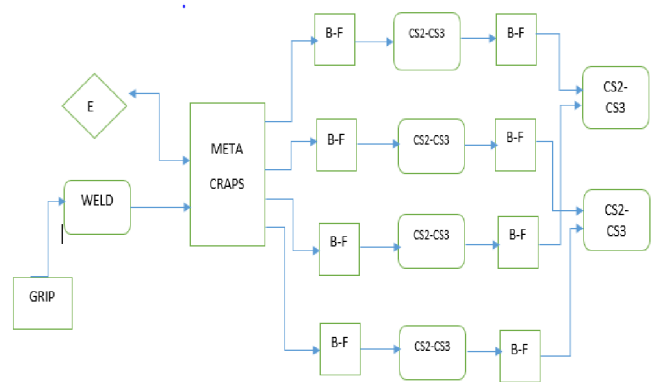 B-F
CS2-CS3
B-F
CS2-
CS3
E
META
CRAPS
B-F
CS2-CS3
B-F
WELD
CS2-
CS3
B-F
CS2-CS3
B-F
GRIP
B-F
CS2-CS3
B-F